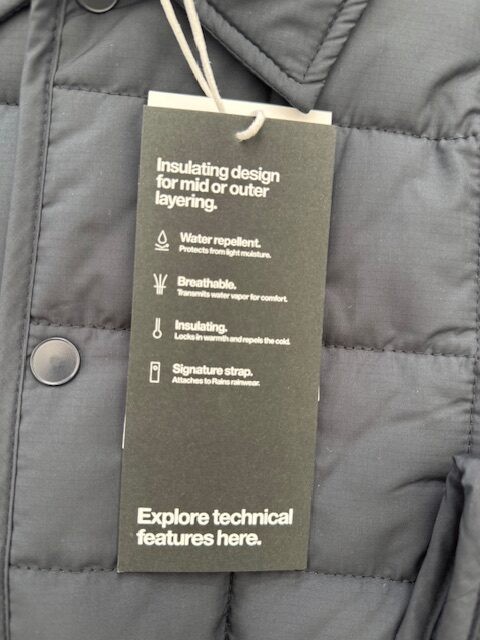 Insulating design
for mid or outer
layering.
Water repellent.
Protects from light moisture.
Breathable.
Transmits water vapor for comfort.
Insulating.
Locks in warmth and repels the cold.
Signature strap.
Attaches to Rains rainwear.
Explore technical
features here.